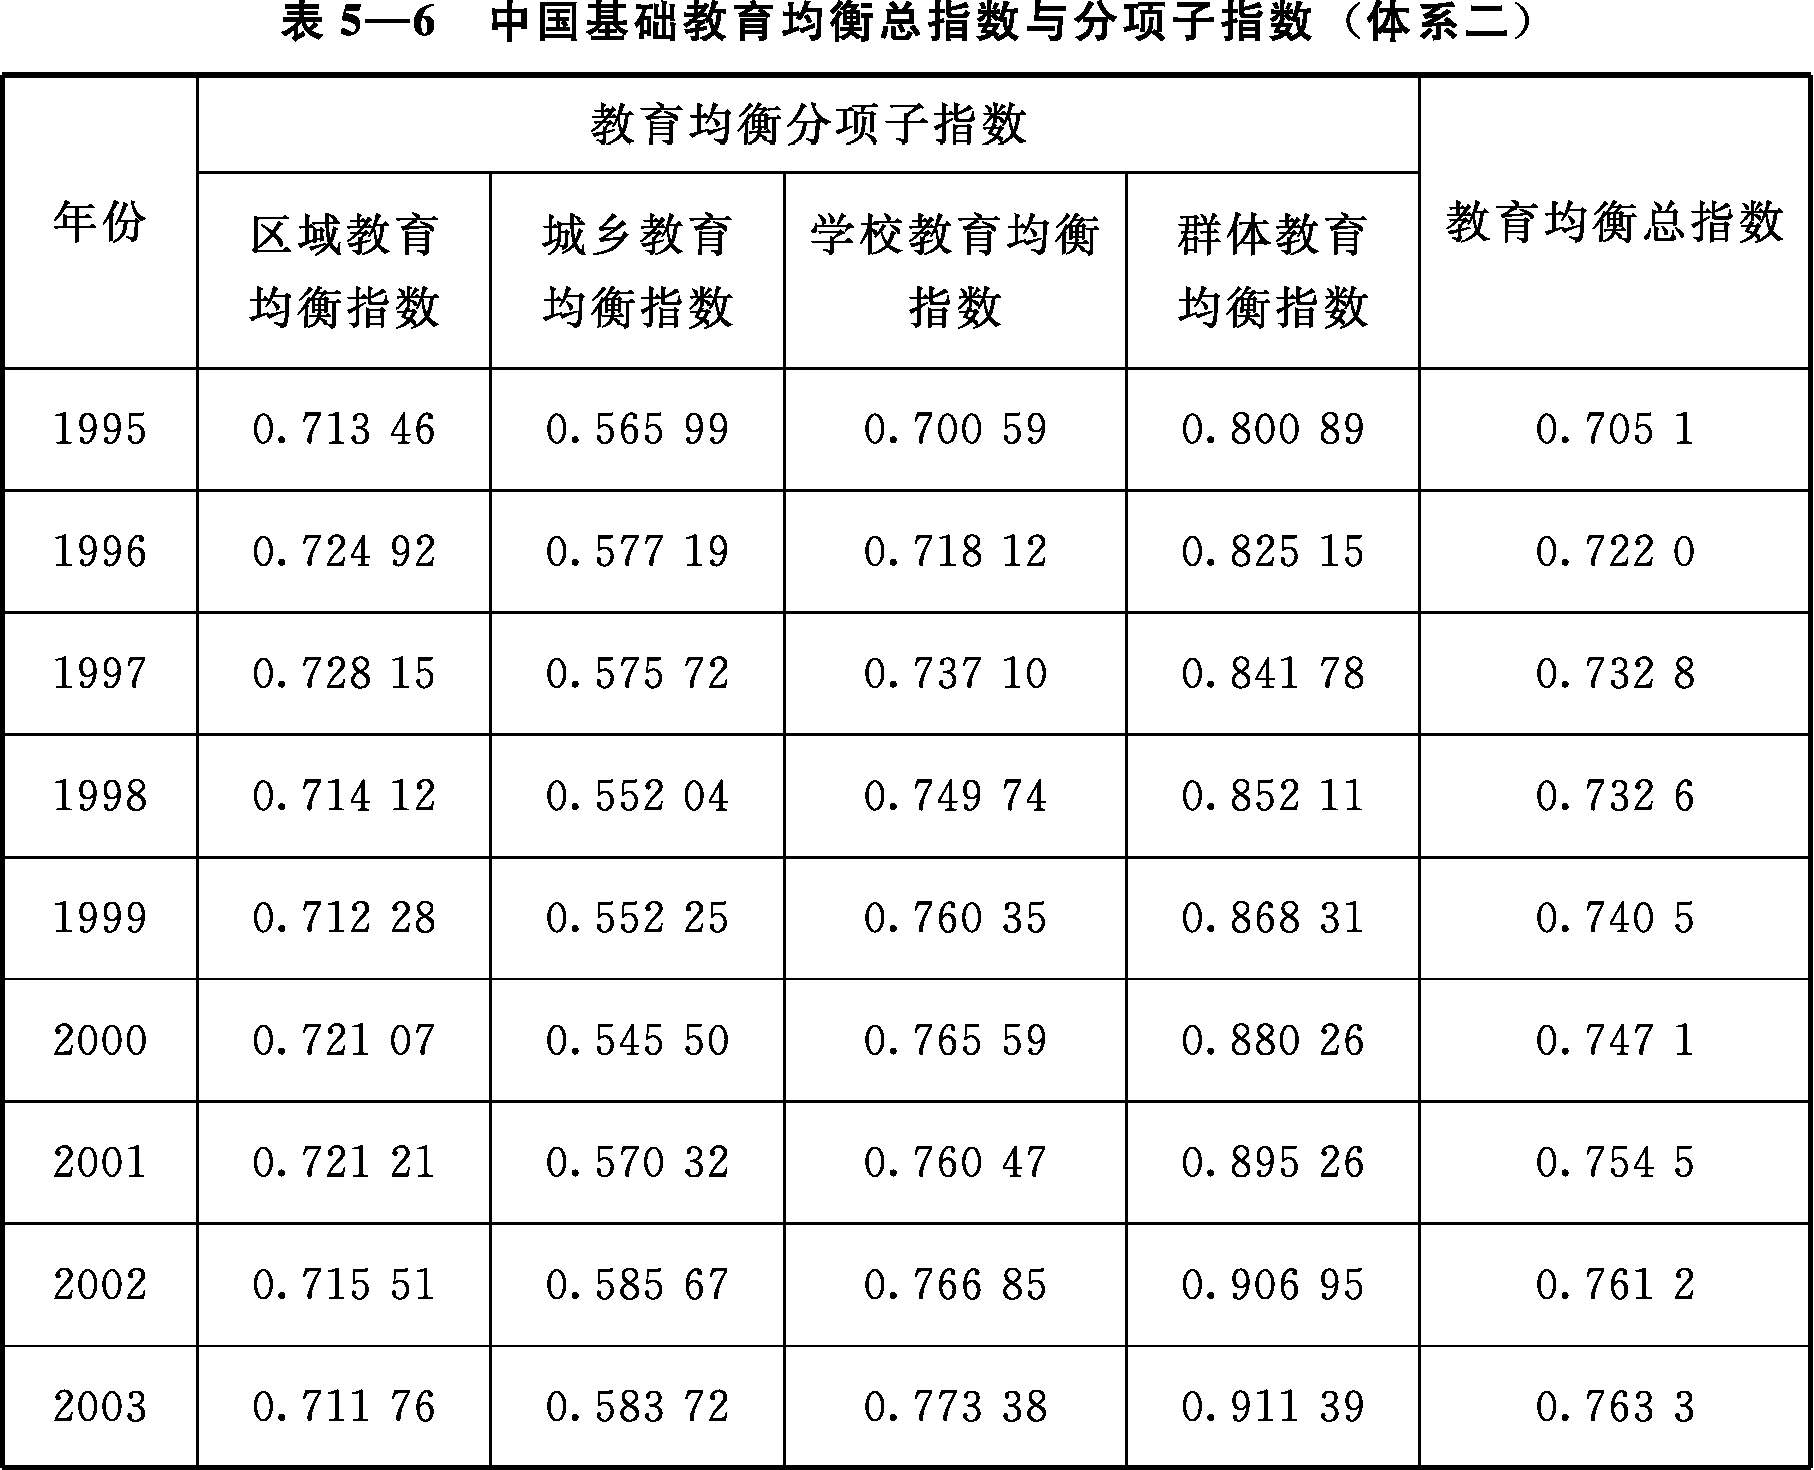 表 5—6 中国基础教育均衡总指数与分项子指数（体系二）
年份
教育均衡分项子指数
教育均衡总指数
区域教育
均衡指数
城乡教育
均衡指数
学校教育均衡
指数
群体教育
均衡指数
1995 0.713 46 0.565 99 0.700 59 0.800 89 0.705 1
1996 0.724 92 0.577 19 0.718 12 0.825 15 0.722 0
1997 0.728 15 0.575 72 0.737 10 0.841 78 0.732 8
1998 0.714 12 0.552 04 0.749 74 0.852 11 0.732 6
1999 0.712 28 0.552 25 0.760 35 0.868 31 0.740 5
2000 0.721 07 0.545 50 0.765 59 0.880 26 0.747 1
2001 0.721 21 0.570 32 0.760 47 0.895 26 0.754 5
2002 0.715 51 0.585 67 0.766 85 0.906 95 0.761 2
2003 0.711 76 0.583 72 0.773 38 0.911 39 0.763 3